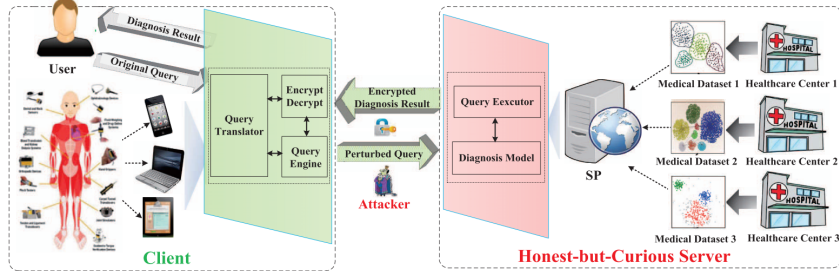 Diagnosis Result
User
Original Query
Query
Translator
Encrypt
Decrypt
Query
Engine
Client
Encrypted
Diagnosis Result
Perturbed Query
Attacker
Query Eexcutor
Diagnosis Model
Honest-but-Curious Server
SP
Medical Dataset 1
HOSPITAL
Healthcare Center 1
Medical Dataset 2
HOSPITAL
Healthcare Center 2
Medical Dataset 3
HOSPITAL
Healthcare Center 3